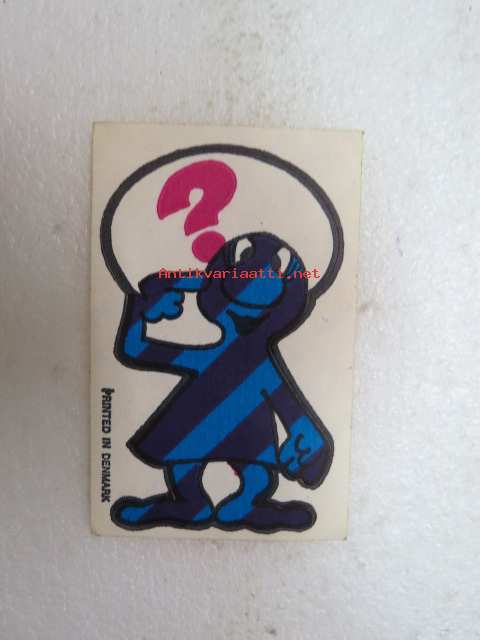 ?
Antikvariaatti.net
PRINTED IN DENMARK